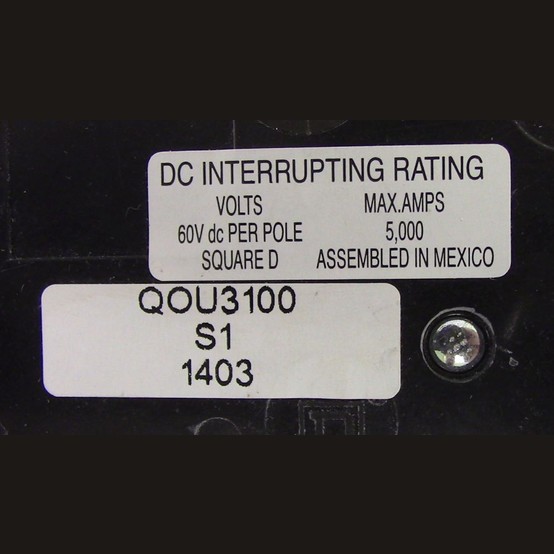 DC INTERRUPTING RATING
VOLTS MAX.AMPS
60V dc PER POLE 5,000
SQUARE D ASSEMBLED IN MEXICO
QOU3100
S1
1403